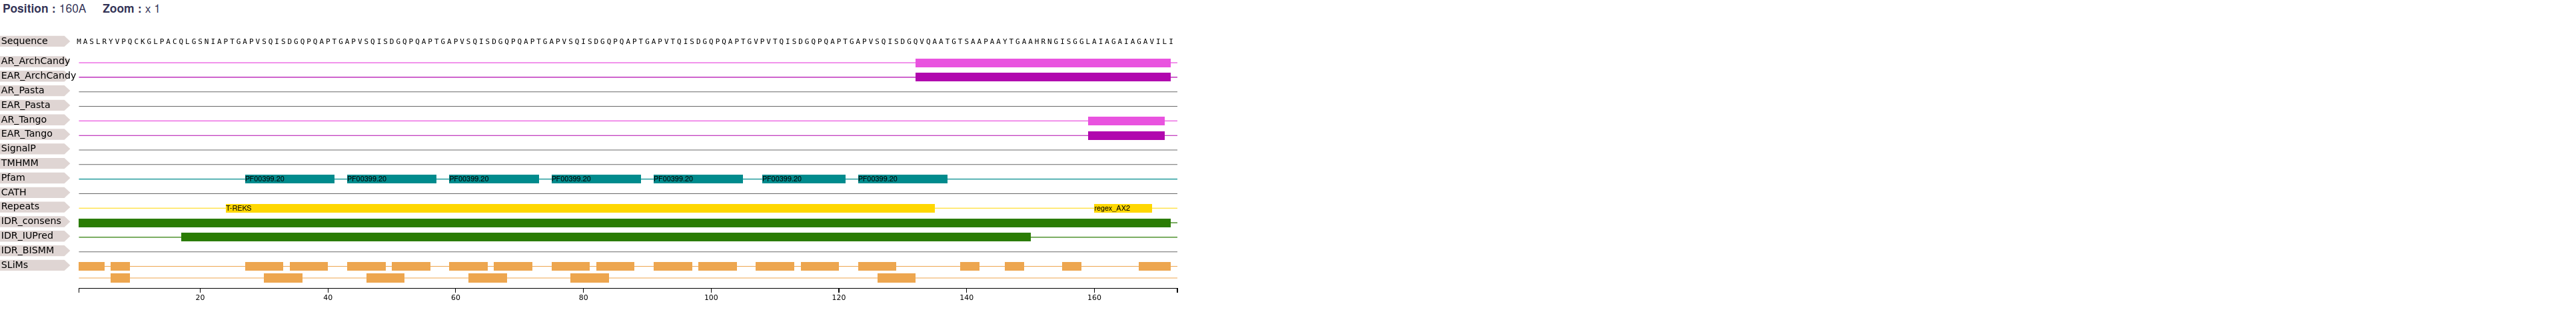 Position : 160A Zoom : x 1
Sequence MASLRYVPQCKGLPACQLGSNIAPTGAPVSQISDGQPQAPTGAPVSQISDGQPQAPTGAPVSQISDGQPQAPTGAPVSQISDGQPQAPTGAPVTQISDGQPQAPTGVPVTQISDGQPQAPTGAPVSQISDGQVQAATGTSAAPAAYTGAAHRNGISGGLAIAGAIAGAVILI
AR_ArchCandy
EAR_ArchCandy
AR_Pasta
EAR_Pasta
AR_Tango
EAR_Tango
SignalP
TMHMM
Pfam PF00399.20 PF00399.20 PF00399.20 PF00399.20 PF00399.20 PF00399.20 PF00399.20
CATH
Repeats T-REKS regex_AX2
IDR_consens
IDR_IUPred
IDR_BISMM
SLiMs
20 40 60 80 100 120 140 160